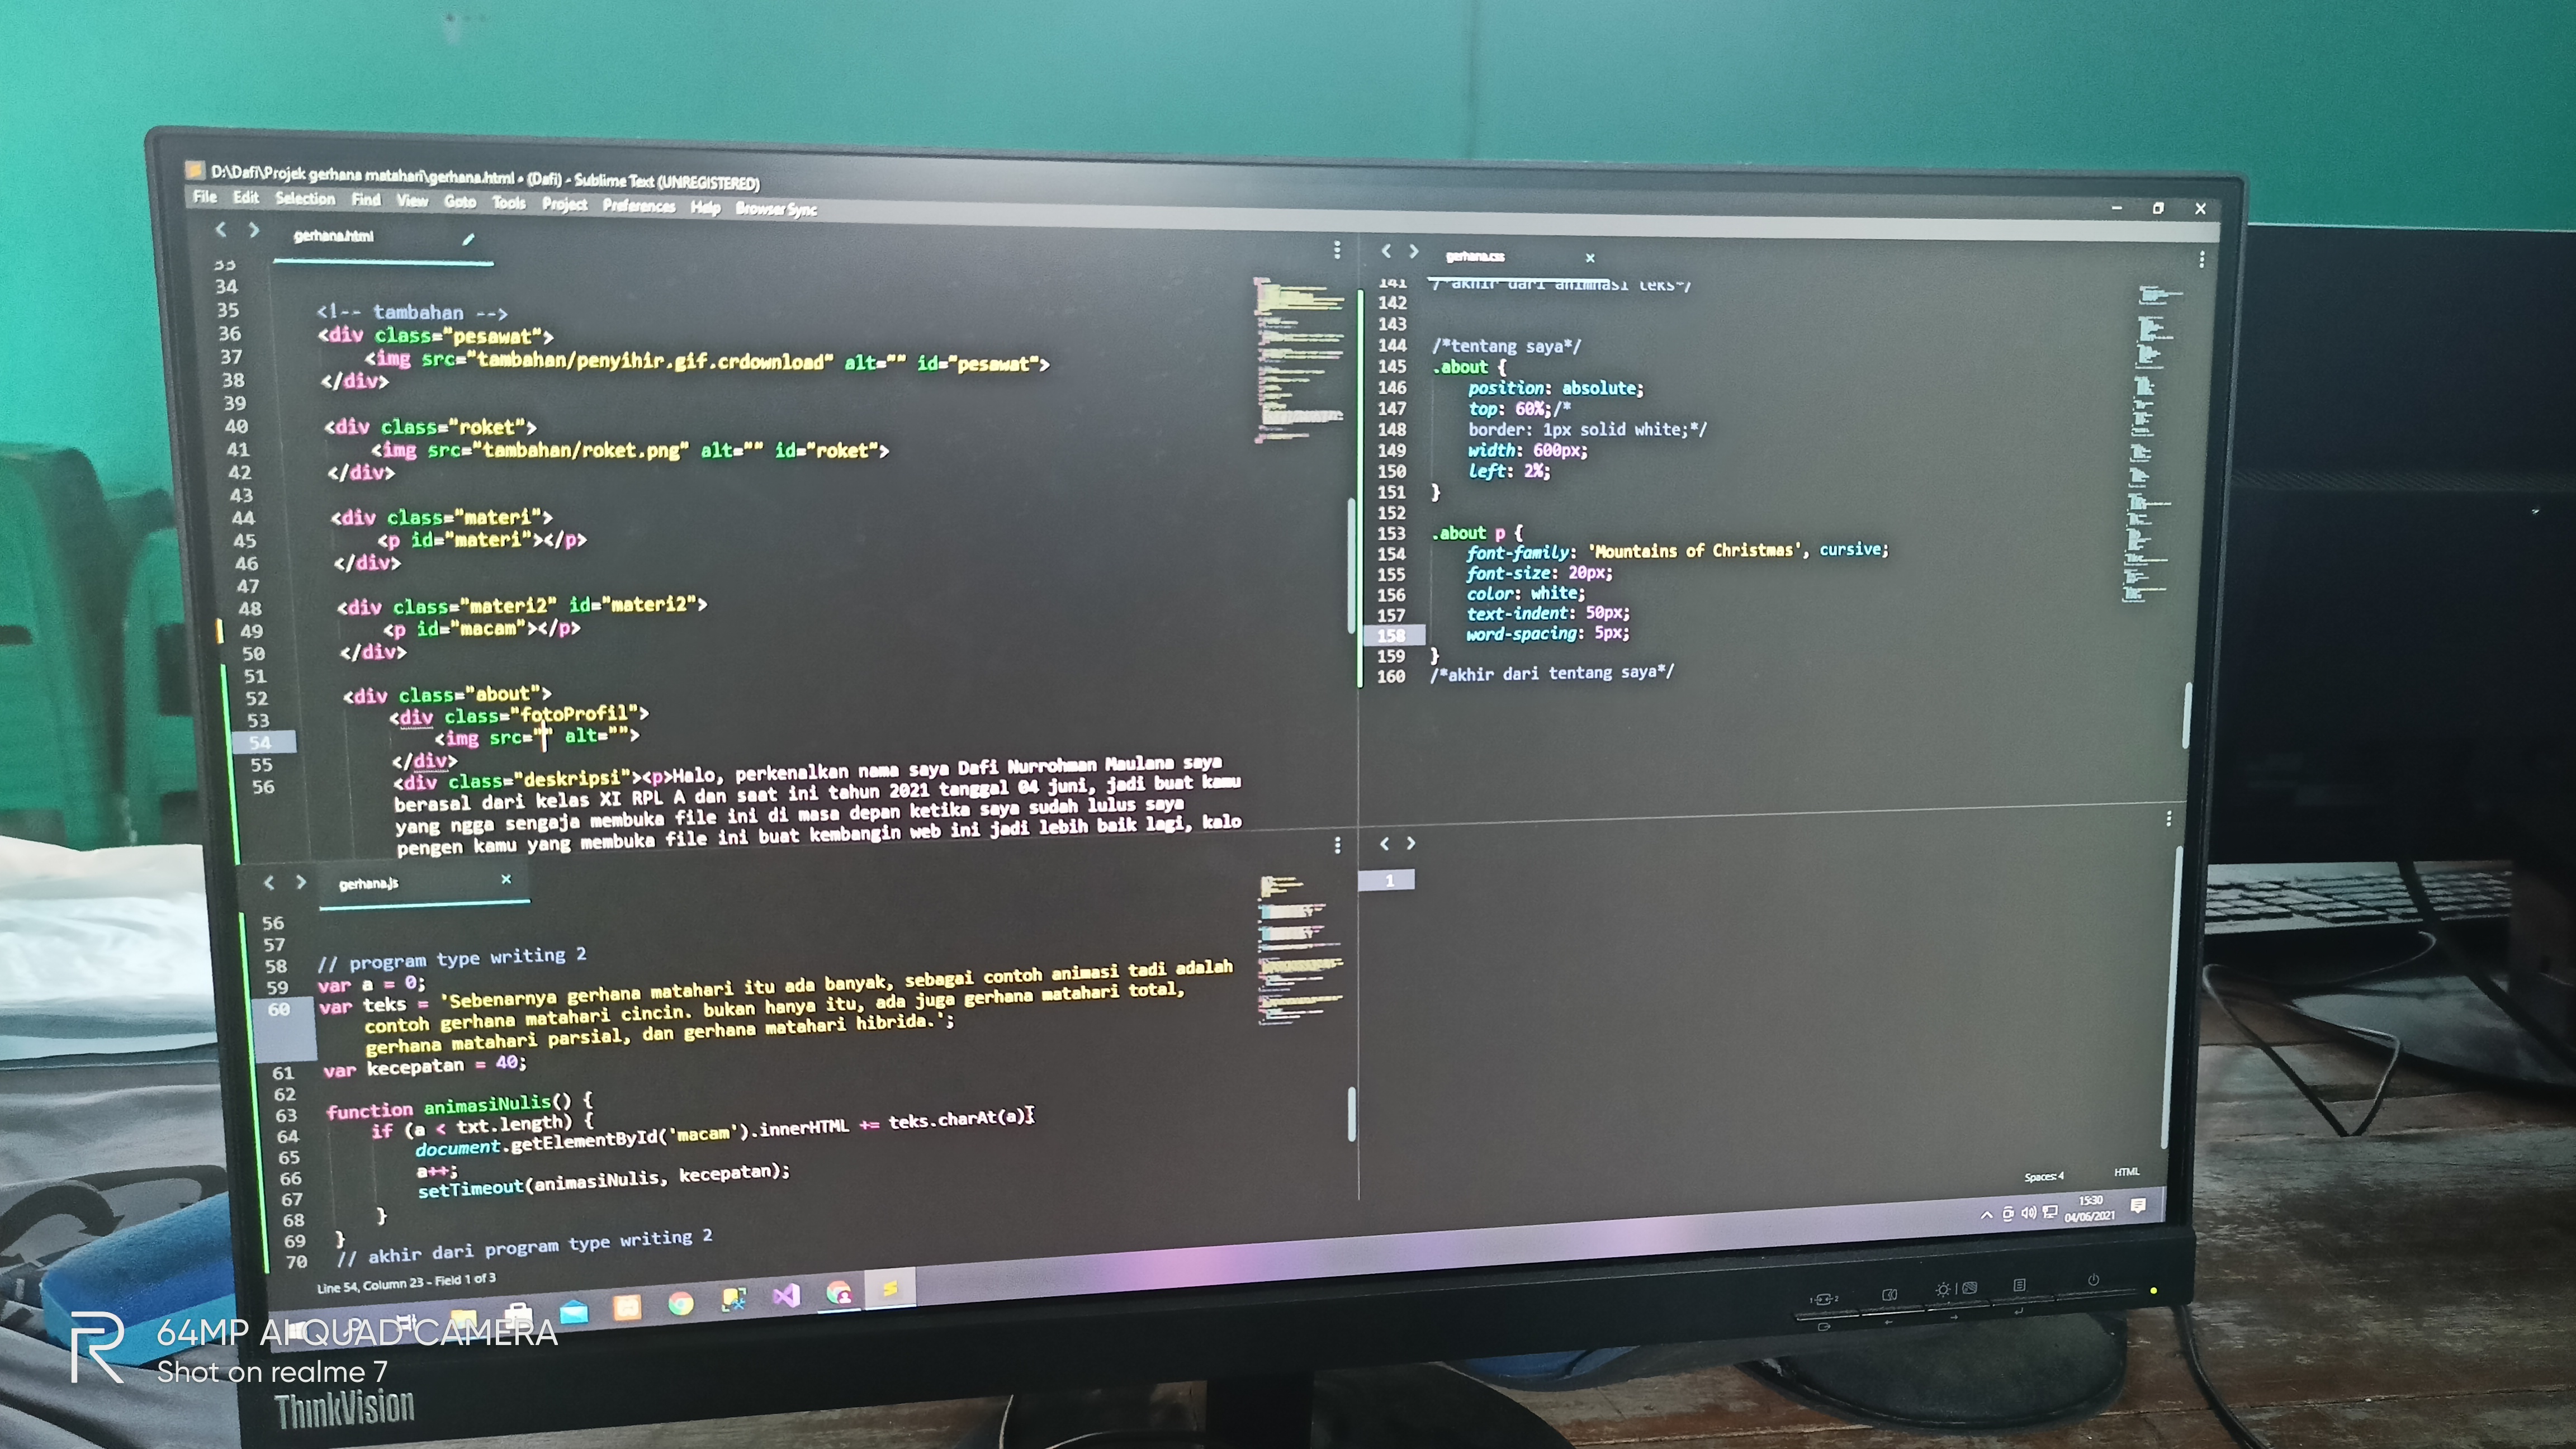 D:\Dafi\Projek gerhana matahari\gerhana.html • (Dafi) - Sublime Text (UNREGISTERED)
File Edit Selection Find View Goto Tools Project Preferences Help Browser Sync
gerhana.html
33
34
35 <!-- tambahan -->
36 <div class="pesawat">
37 <img src="tambahan/penyihir.gif.crdownload" alt="" id="pesawat">
38 </div>
39
40 <div class="roket">
41 <img src="tambahan/roket.png" alt="" id="roket">
42 </div>
43
44 <div class="materi">
45 <p id="materi"></p>
46 </div>
47
48 <div class="materi2" id="materi2">
49 <p id="macam"></p>
50 </div>
51
52 <div class="about">
53 <div class="fotoProfil">
54 <img src="" alt="">
55 </div>
56 <div class="deskripsi"><p>Halo, perkenalkan nama saya Dafi Nurrohman Maulana saya
berasal dari kelas XI RPL A dan saat ini tahun 2021 tanggal 04 juni, jadi buat kamu
yang ngga sengaja membuka file ini di masa depan ketika saya sudah lulus saya
pengen kamu yang membuka file ini buat kembangin web ini jadi lebih baik lagi, kalo
gerhana.css
141 /*akhir dari animnasi teks*/
142
143
144 /*tentang saya*/
145 .about {
146 position: absolute;
147 top: 60%;/*
148 border: 1px solid white;*/
149 width: 600px;
150 left: 2%;
151 }
152
153 .about p {
154 font-family: 'Mountains of Christmas', cursive;
155 font-size: 20px;
156 color: white;
157 text-indent: 50px;
158 word-spacing: 5px;
159 }
160 /*akhir dari tentang saya*/
gerhana.js
56
57
58 // program type writing 2
59 var a = 0;
60 var teks = 'Sebenarnya gerhana matahari itu ada banyak, sebagai contoh animasi tadi adalah
contoh gerhana matahari cincin. bukan hanya itu, ada juga gerhana matahari total,
gerhana matahari parsial, dan gerhana matahari hibrida.';
61 var kecepatan = 40;
62
63 function animasiNulis() {
64 if (a < txt.length) {
65 document.getElementById('macam').innerHTML += teks.charAt(a);
66 a++;
67 setTimeout(animasiNulis, kecepatan);
68 }
69 }
70 // akhir dari program type writing 2
1
Line 54, Column 23 - Field 1 of 3
Spaces: 4 HTML
15:30
04/06/2021
64MP AI QUAD CAMERA
Shot on realme 7
ThinkVision